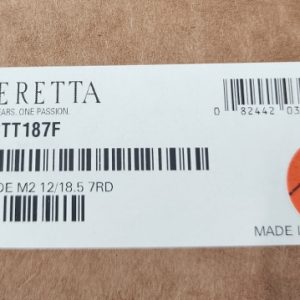 ERETTA
EARS. ONE PASSION
TT187F
0 82442 03
DE M2 12/18.5 7RD
MADE I